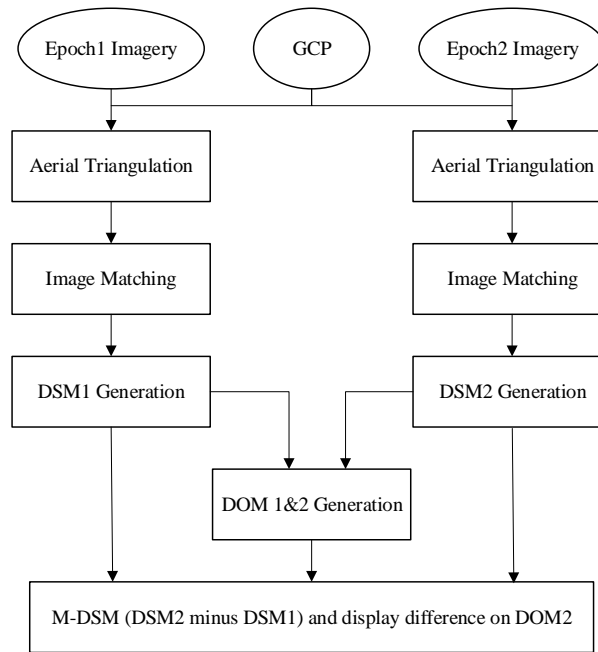 Epoch1 Imagery
GCP
Epoch2 Imagery
Aerial Triangulation
Aerial Triangulation
Image Matching
Image Matching
DSM1 Generation
DSM2 Generation
DOM 1&2 Generation
M-DSM (DSM2 minus DSM1) and display difference on DOM2